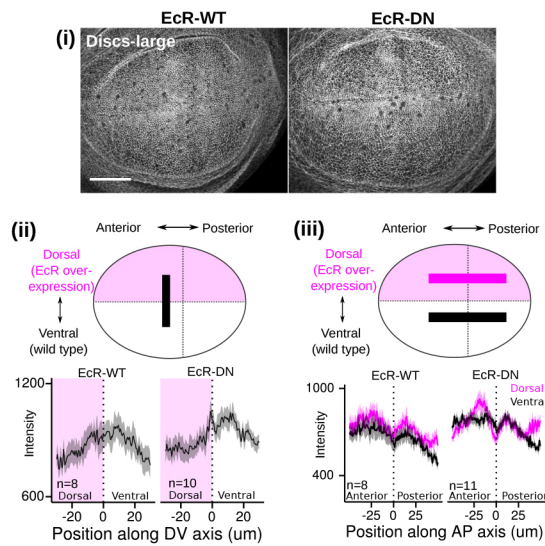 EcR-WT EcR-DN
(i)
Discs-large
(ii)
Anterior Posterior
Dorsal
(EcR over-
expression)
Ventral
(wild type)
EcR-WT EcR-DN
1200
Intensity
600
n=8 n=10
Dorsal Ventral Dorsal Ventral
-20 0 20 -20 0 20
Position along DV axis (um)
(iii)
Anterior Posterior
Dorsal
(EcR over-
expression)
Ventral
(wild type)
EcR-WT EcR-DN
1000
Dorsal
Ventral
Intensity
400
n=8 n=11
Anterior Posterior Anterior Posterior
-25 0 25 -25 0 25
Position along AP axis (um)